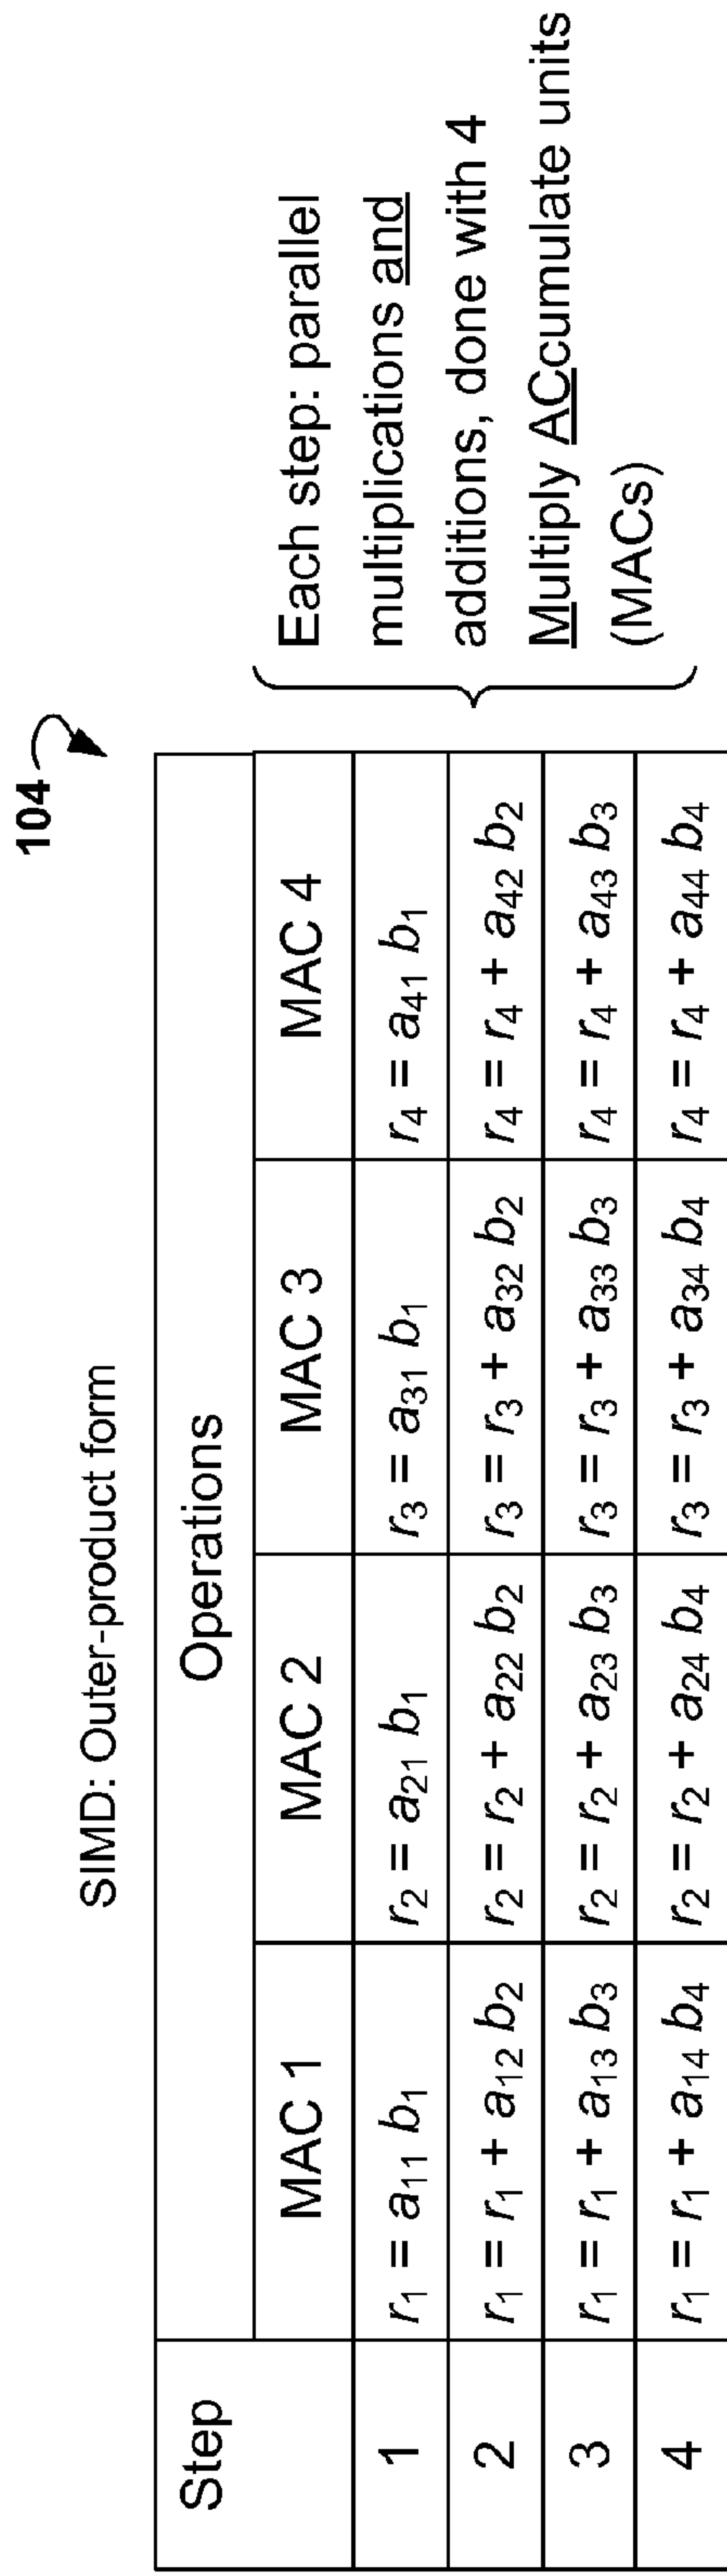 104
SIMD: Outer-product form
Step Operations
MAC 1 MAC 2 MAC 3 MAC 4
1 r₁ = a₁₁ b₁ r₂ = a₂₁ b₁ r₃ = a₃₁ b₁ r₄ = a₄₁ b₁
2 r₁ = r₁ + a₁₂ b₂ r₂ = r₂ + a₂₂ b₂ r₃ = r₃ + a₃₂ b₂ r₄ = r₄ + a₄₂ b₂
3 r₁ = r₁ + a₁₃ b₃ r₂ = r₂ + a₂₃ b₃ r₃ = r₃ + a₃₃ b₃ r₄ = r₄ + a₄₃ b₃
4 r₁ = r₁ + a₁₄ b₄ r₂ = r₂ + a₂₄ b₄ r₃ = r₃ + a₃₄ b₄ r₄ = r₄ + a₄₄ b₄
Each step: parallel
multiplications and
additions, done with 4
Multiply ACcumulate units
(MACs)